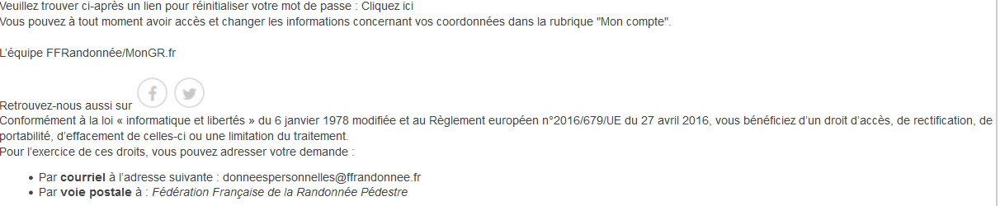 Veuillez trouver ci-après un lien pour réinitialiser votre mot de passe : Cliquez ici
Vous pouvez à tout moment avoir accès et changer les informations concernant vos coordonnées dans la rubrique "Mon compte".
L'équipe FFRandonnée/MonGR.fr
Retrouvez-nous aussi sur
Conformément à la loi « informatique et libertés » du 6 janvier 1978 modifiée et au Règlement européen n°2016/679/UE du 27 avril 2016, vous bénéficiez d'un droit d'accès, de rectification, de
portabilité, d'effacement de celles-ci ou une limitation du traitement.
Pour l'exercice de ces droits, vous pouvez adresser votre demande :
• Par courriel à l'adresse suivante : donneespersonnelles@ffrandonnee.fr
• Par voie postale à : Fédération Française de la Randonnée Pédestre